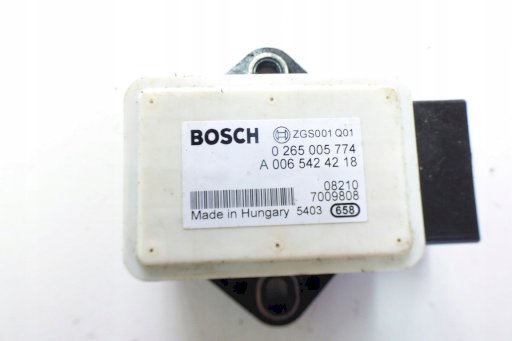 BOSCH ZGS001 Q01
0 265 005 774
A 006 542 42 18
08210
7009808
Made in Hungary 5403 658